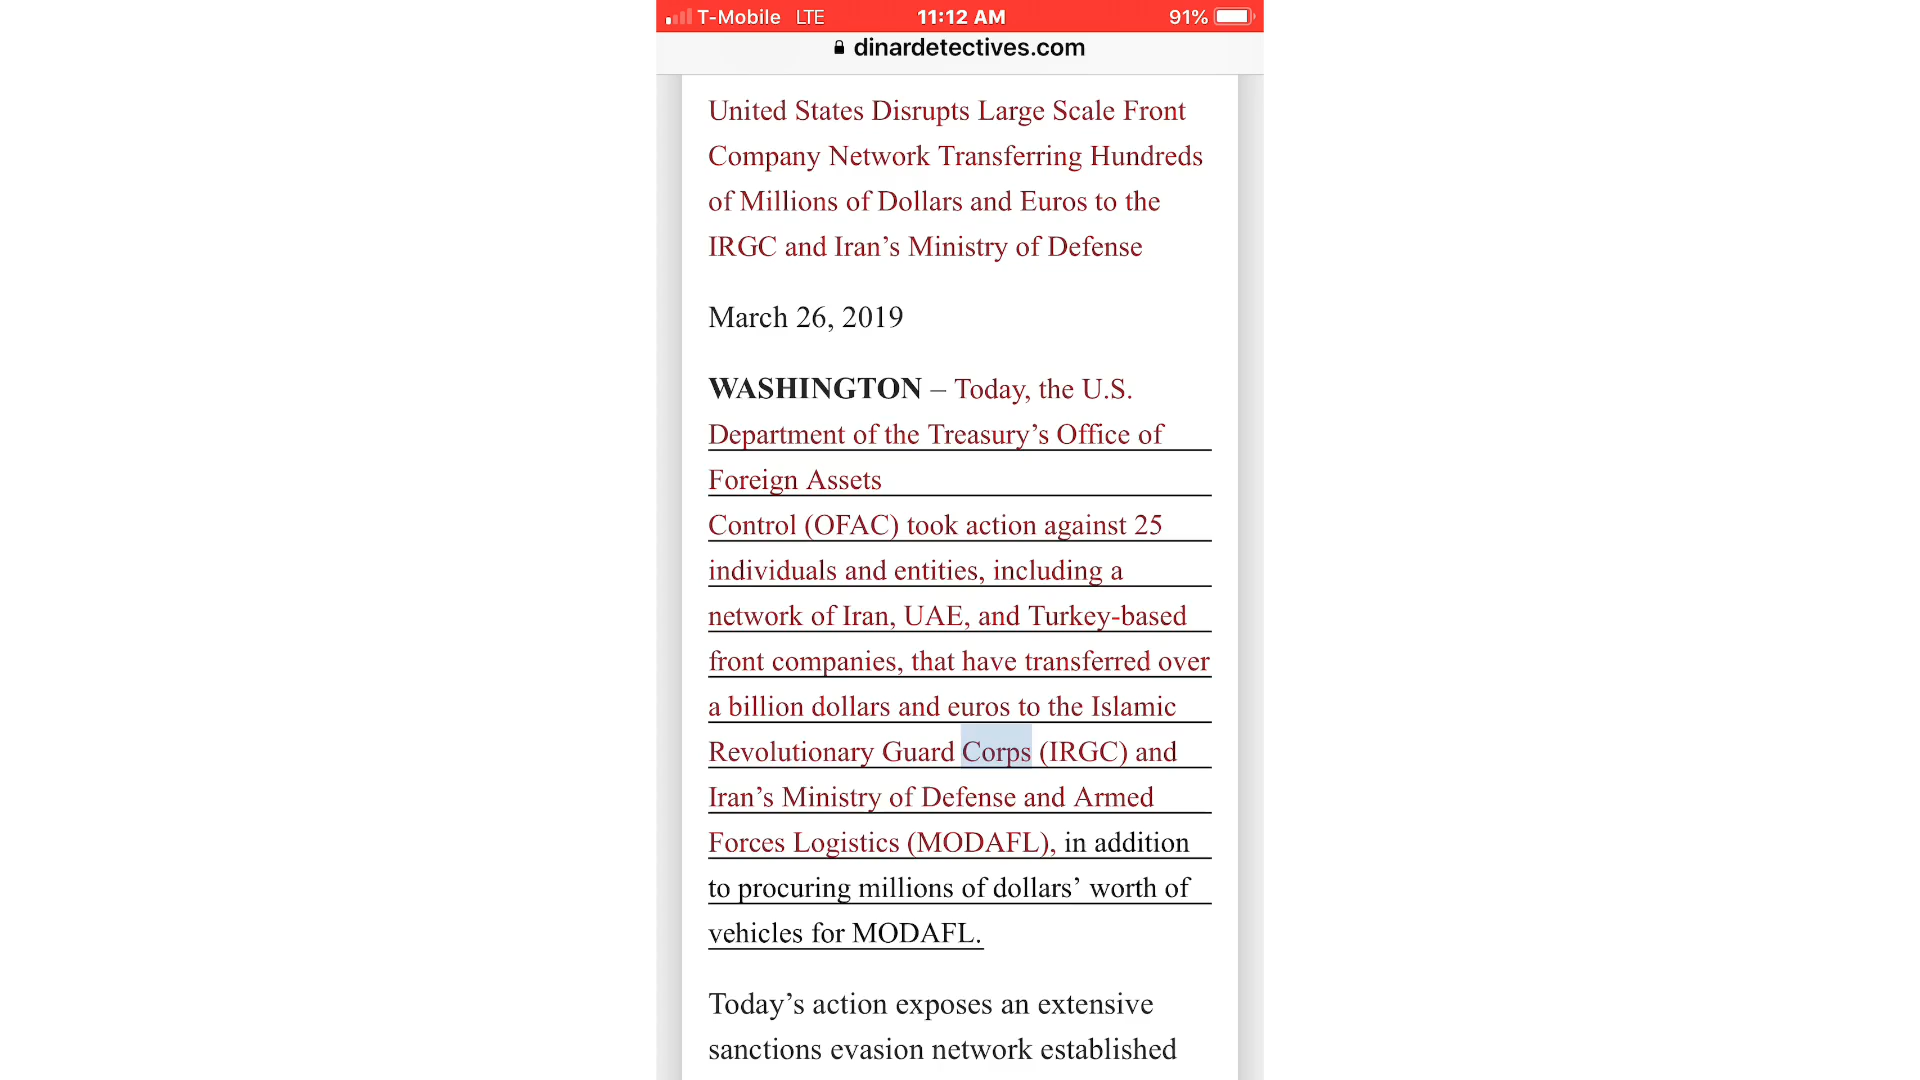 T-Mobile LTE 11:12 AM 91%
dinardetectives.com
United States Disrupts Large Scale Front
Company Network Transferring Hundreds
of Millions of Dollars and Euros to the
IRGC and Iran’s Ministry of Defense
March 26, 2019
WASHINGTON – Today, the U.S.
Department of the Treasury’s Office of
Foreign Assets
Control (OFAC) took action against 25
individuals and entities, including a
network of Iran, UAE, and Turkey-based
front companies, that have transferred over
a billion dollars and euros to the Islamic
Revolutionary Guard Corps (IRGC) and
Iran’s Ministry of Defense and Armed
Forces Logistics (MODAFL), in addition
to procuring millions of dollars’ worth of
vehicles for MODAFL.
Today’s action exposes an extensive
sanctions evasion network established